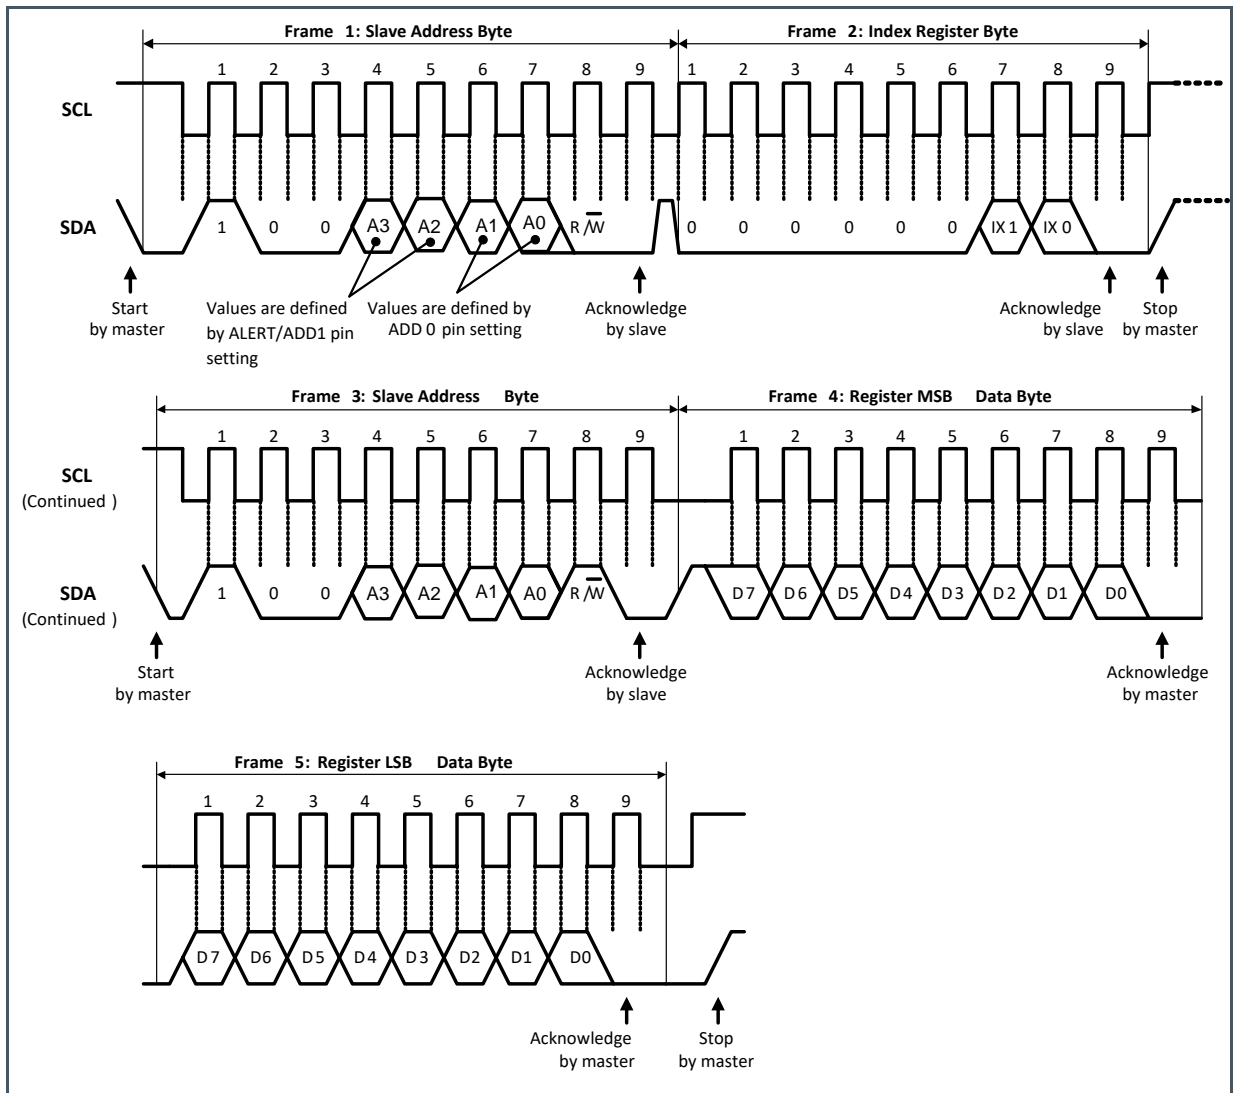 Frame 1: Slave Address Byte Frame 2: Index Register Byte
1 2 3 4 5 6 7 8 9 1 2 3 4 5 6 7 8 9
SCL
SDA 1 0 0 A3 A2 A1 A0 R/W 0 0 0 0 0 0 IX 1 IX 0
Start
by master
Values are defined
by ALERT/ADD1 pin
setting
Values are defined by
ADD 0 pin setting
Acknowledge
by slave
Acknowledge
by slave
Stop
by master
Frame 3: Slave Address Byte Frame 4: Register MSB Data Byte
1 2 3 4 5 6 7 8 9 1 2 3 4 5 6 7 8 9
SCL
(Continued )
SDA 1 0 0 A3 A2 A1 A0 R/W D7 D6 D5 D4 D3 D2 D1 D0
(Continued )
Start
by master
Acknowledge
by slave
Acknowledge
by master
Frame 5: Register LSB Data Byte
1 2 3 4 5 6 7 8 9
D7 D6 D5 D4 D3 D2 D1 D0
Acknowledge
by master
Stop
by master